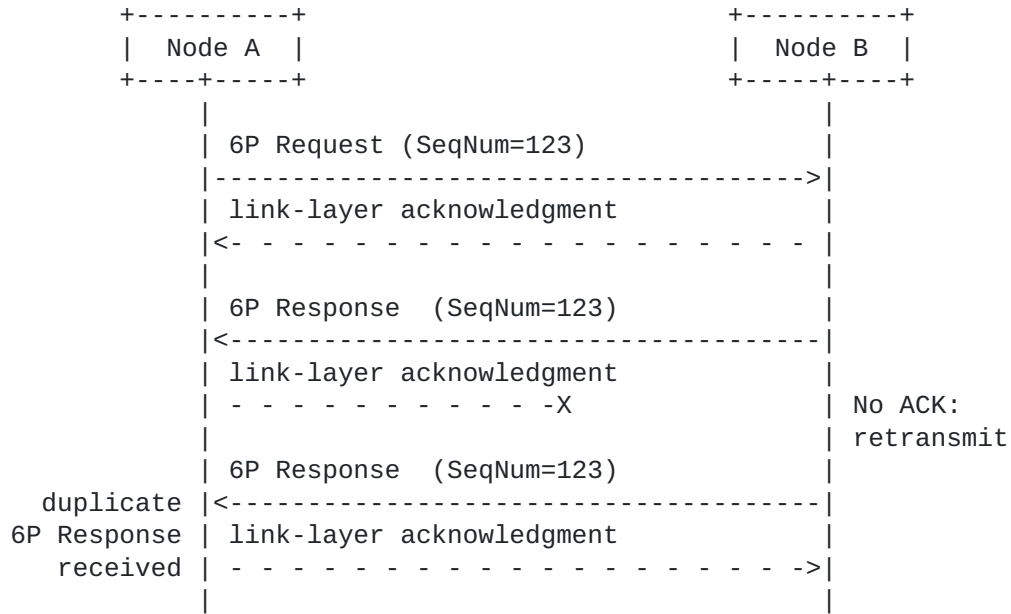 Node A Node B
6P Request (SeqNum=123)
link-layer acknowledgment
6P Response (SeqNum=123)
link-layer acknowledgment
X No ACK:
retransmit
6P Response (SeqNum=123)
duplicate
6P Response link-layer acknowledgment
received